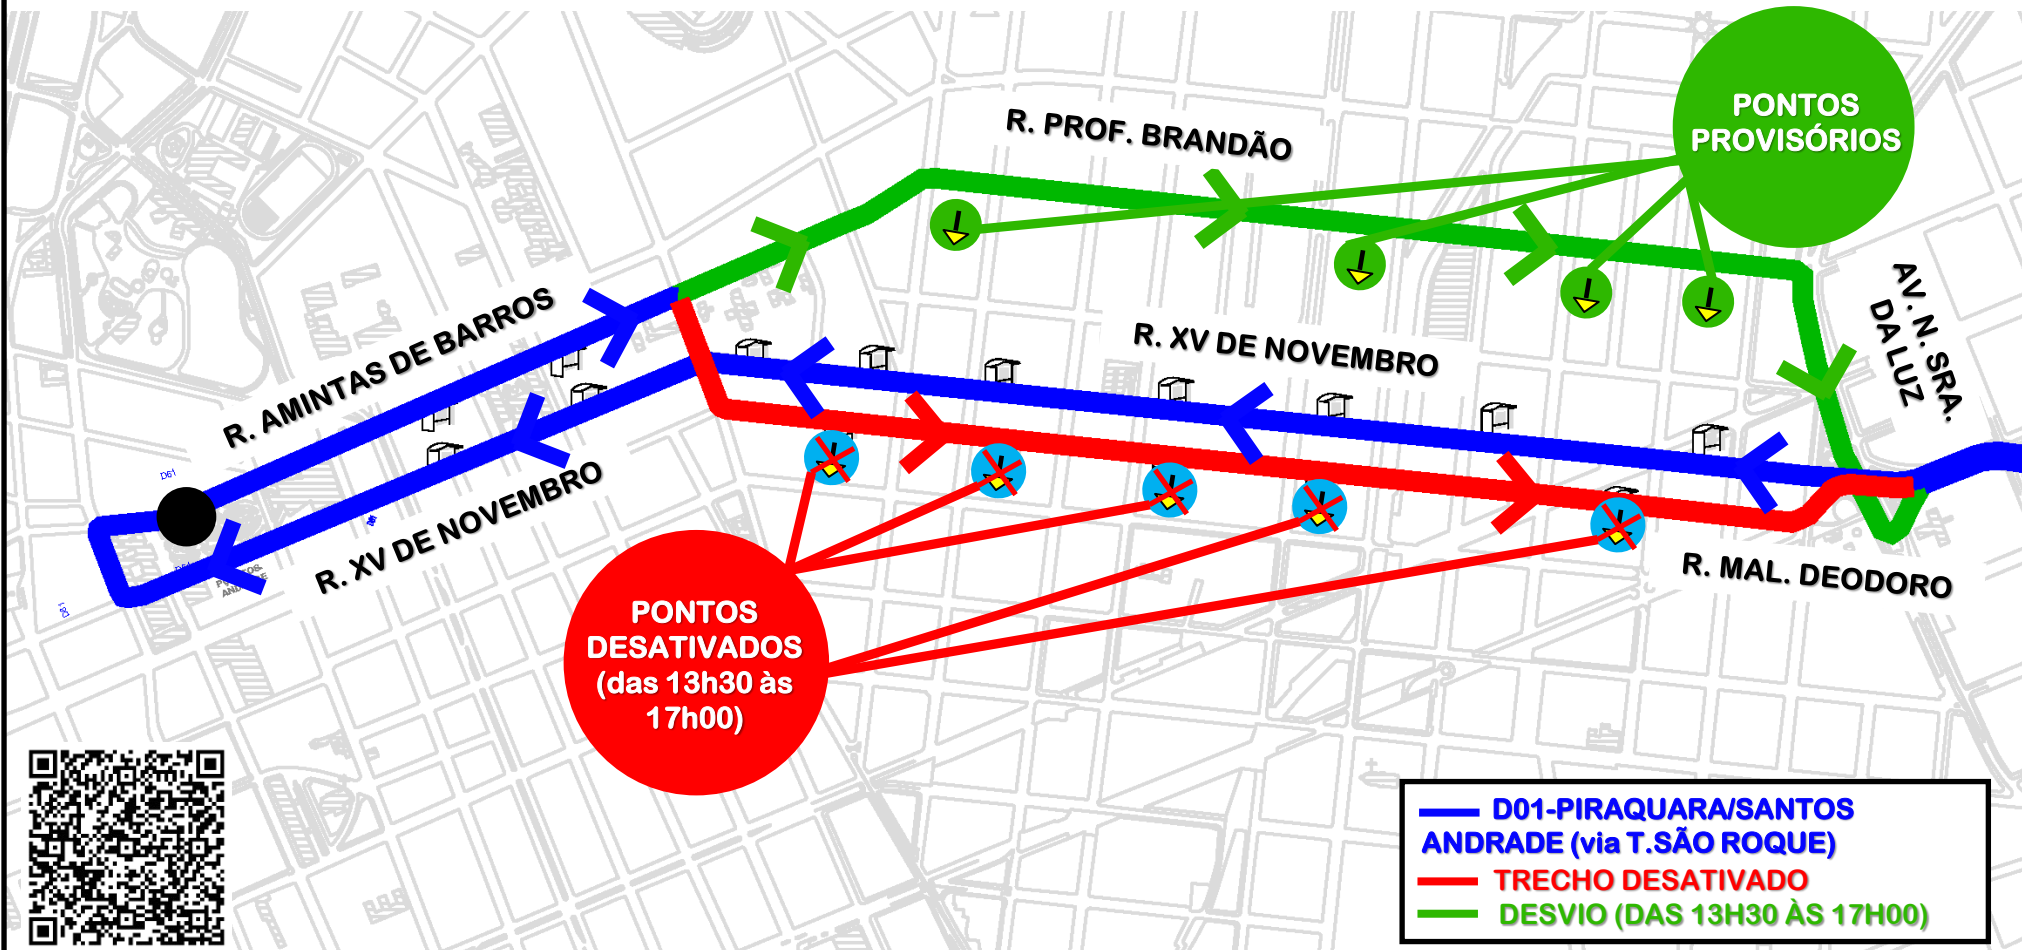 PONTOS
PROVISÓRIOS
R. PROF. BRANDÃO
AV. N. SRA.
DA LUZ
R. AMINTAS DE BARROS
R. XV DE NOVEMBRO
D61
R. XV DE NOVEMBRO
R. MAL. DEODORO
PONTOS
DESATIVADOS
(das 13h30 às
17h00)
D01-PIRAQUARA/SANTOS
ANDRADE (via T.SÃO ROQUE)
TRECHO DESATIVADO
DESVIO (DAS 13H30 ÀS 17H00)